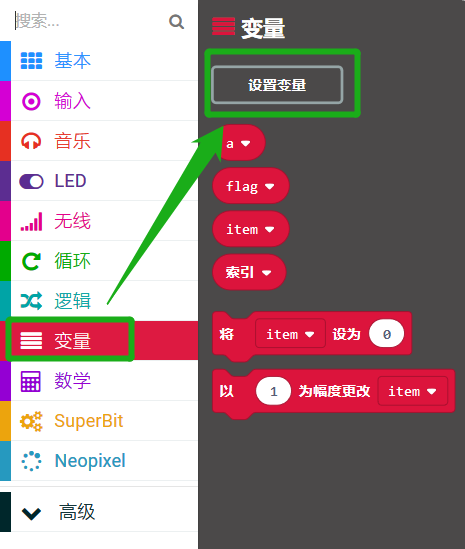 搜索...
基本
输入
音乐
LED
无线
循环
逻辑
变量
数学
SuperBit
Neopixel
高级
变量
设置变量
a
flag
item
索引
将 item 设为 0
以 1 为幅度更改 item